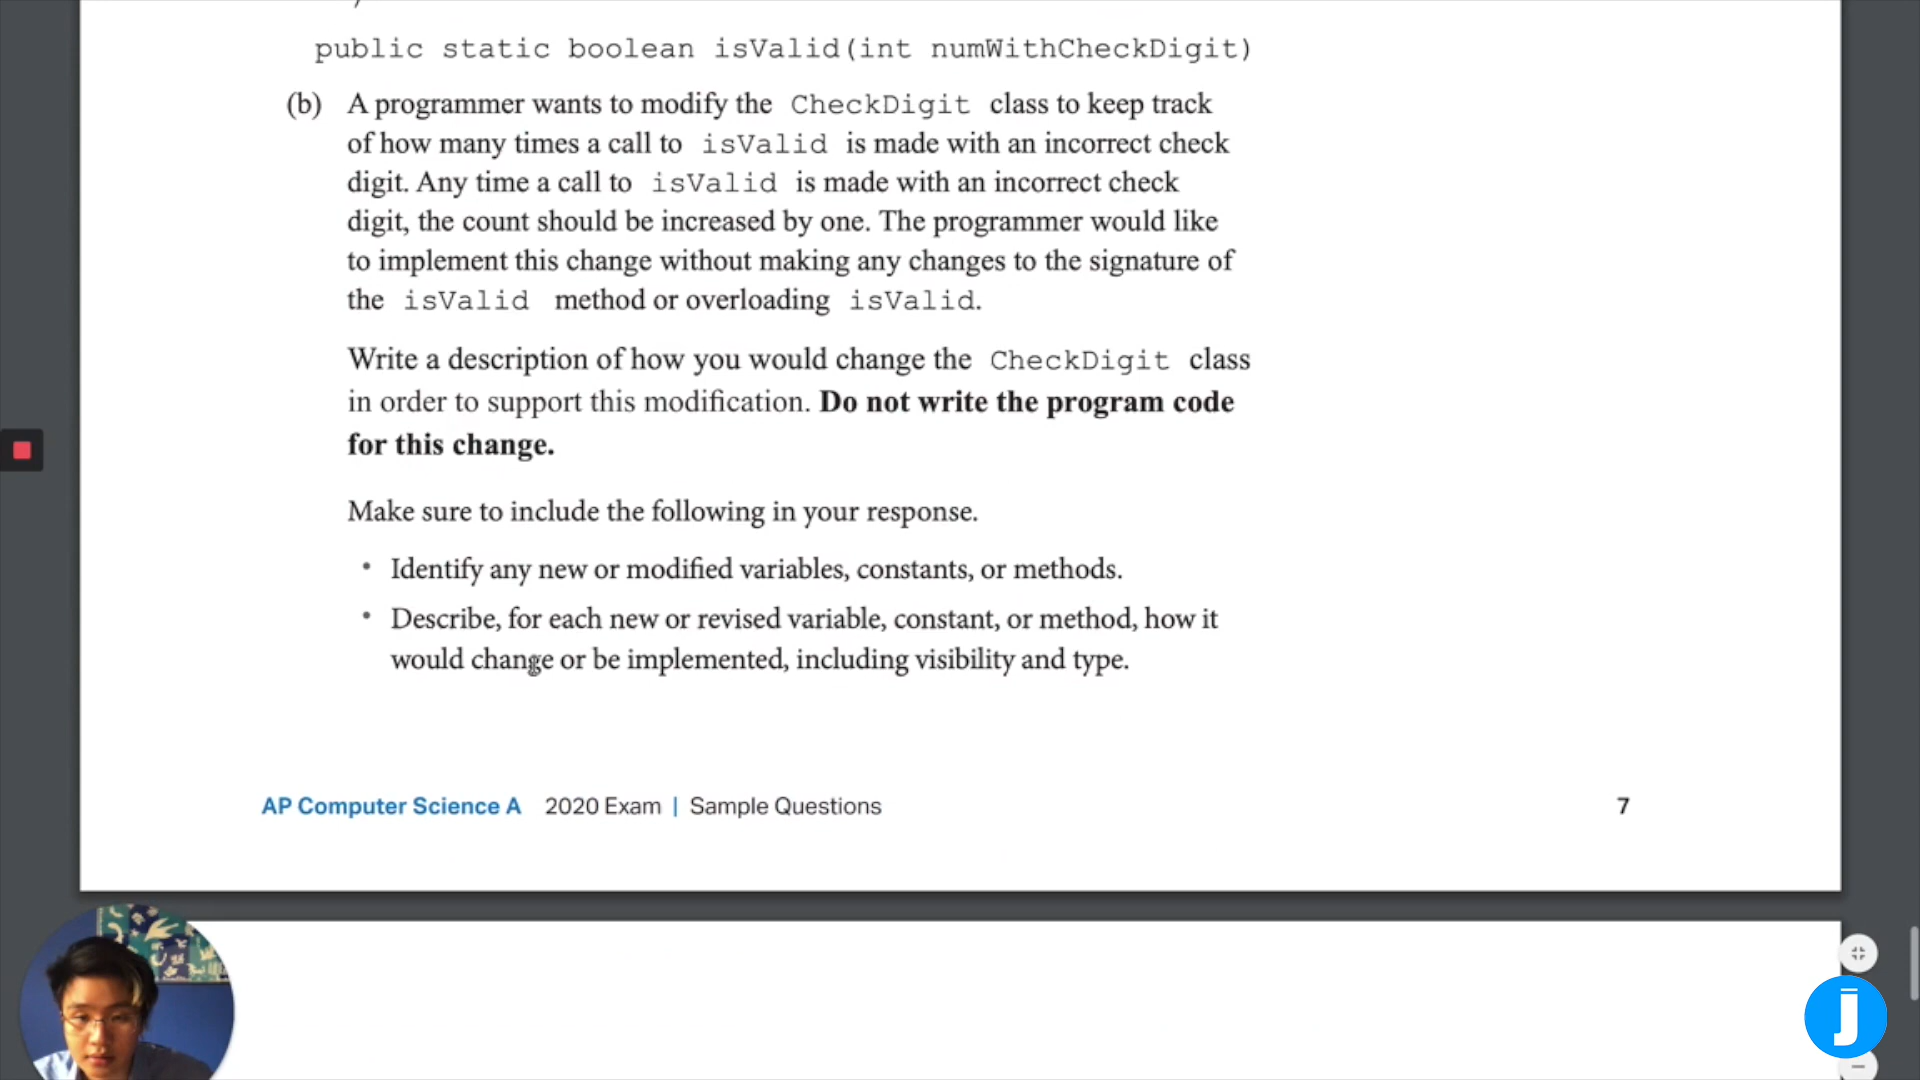 public static boolean isValid(int numWithCheckDigit)
(b) A programmer wants to modify the CheckDigit class to keep track
of how many times a call to isValid is made with an incorrect check
digit. Any time a call to isValid is made with an incorrect check
digit, the count should be increased by one. The programmer would like
to implement this change without making any changes to the signature of
the isValid method or overloading isValid.
Write a description of how you would change the CheckDigit class
in order to support this modification. Do not write the program code
for this change.
Make sure to include the following in your response.
• Identify any new or modified variables, constants, or methods.
• Describe, for each new or revised variable, constant, or method, how it
would change or be implemented, including visibility and type.
AP Computer Science A 2020 Exam | Sample Questions 7
J